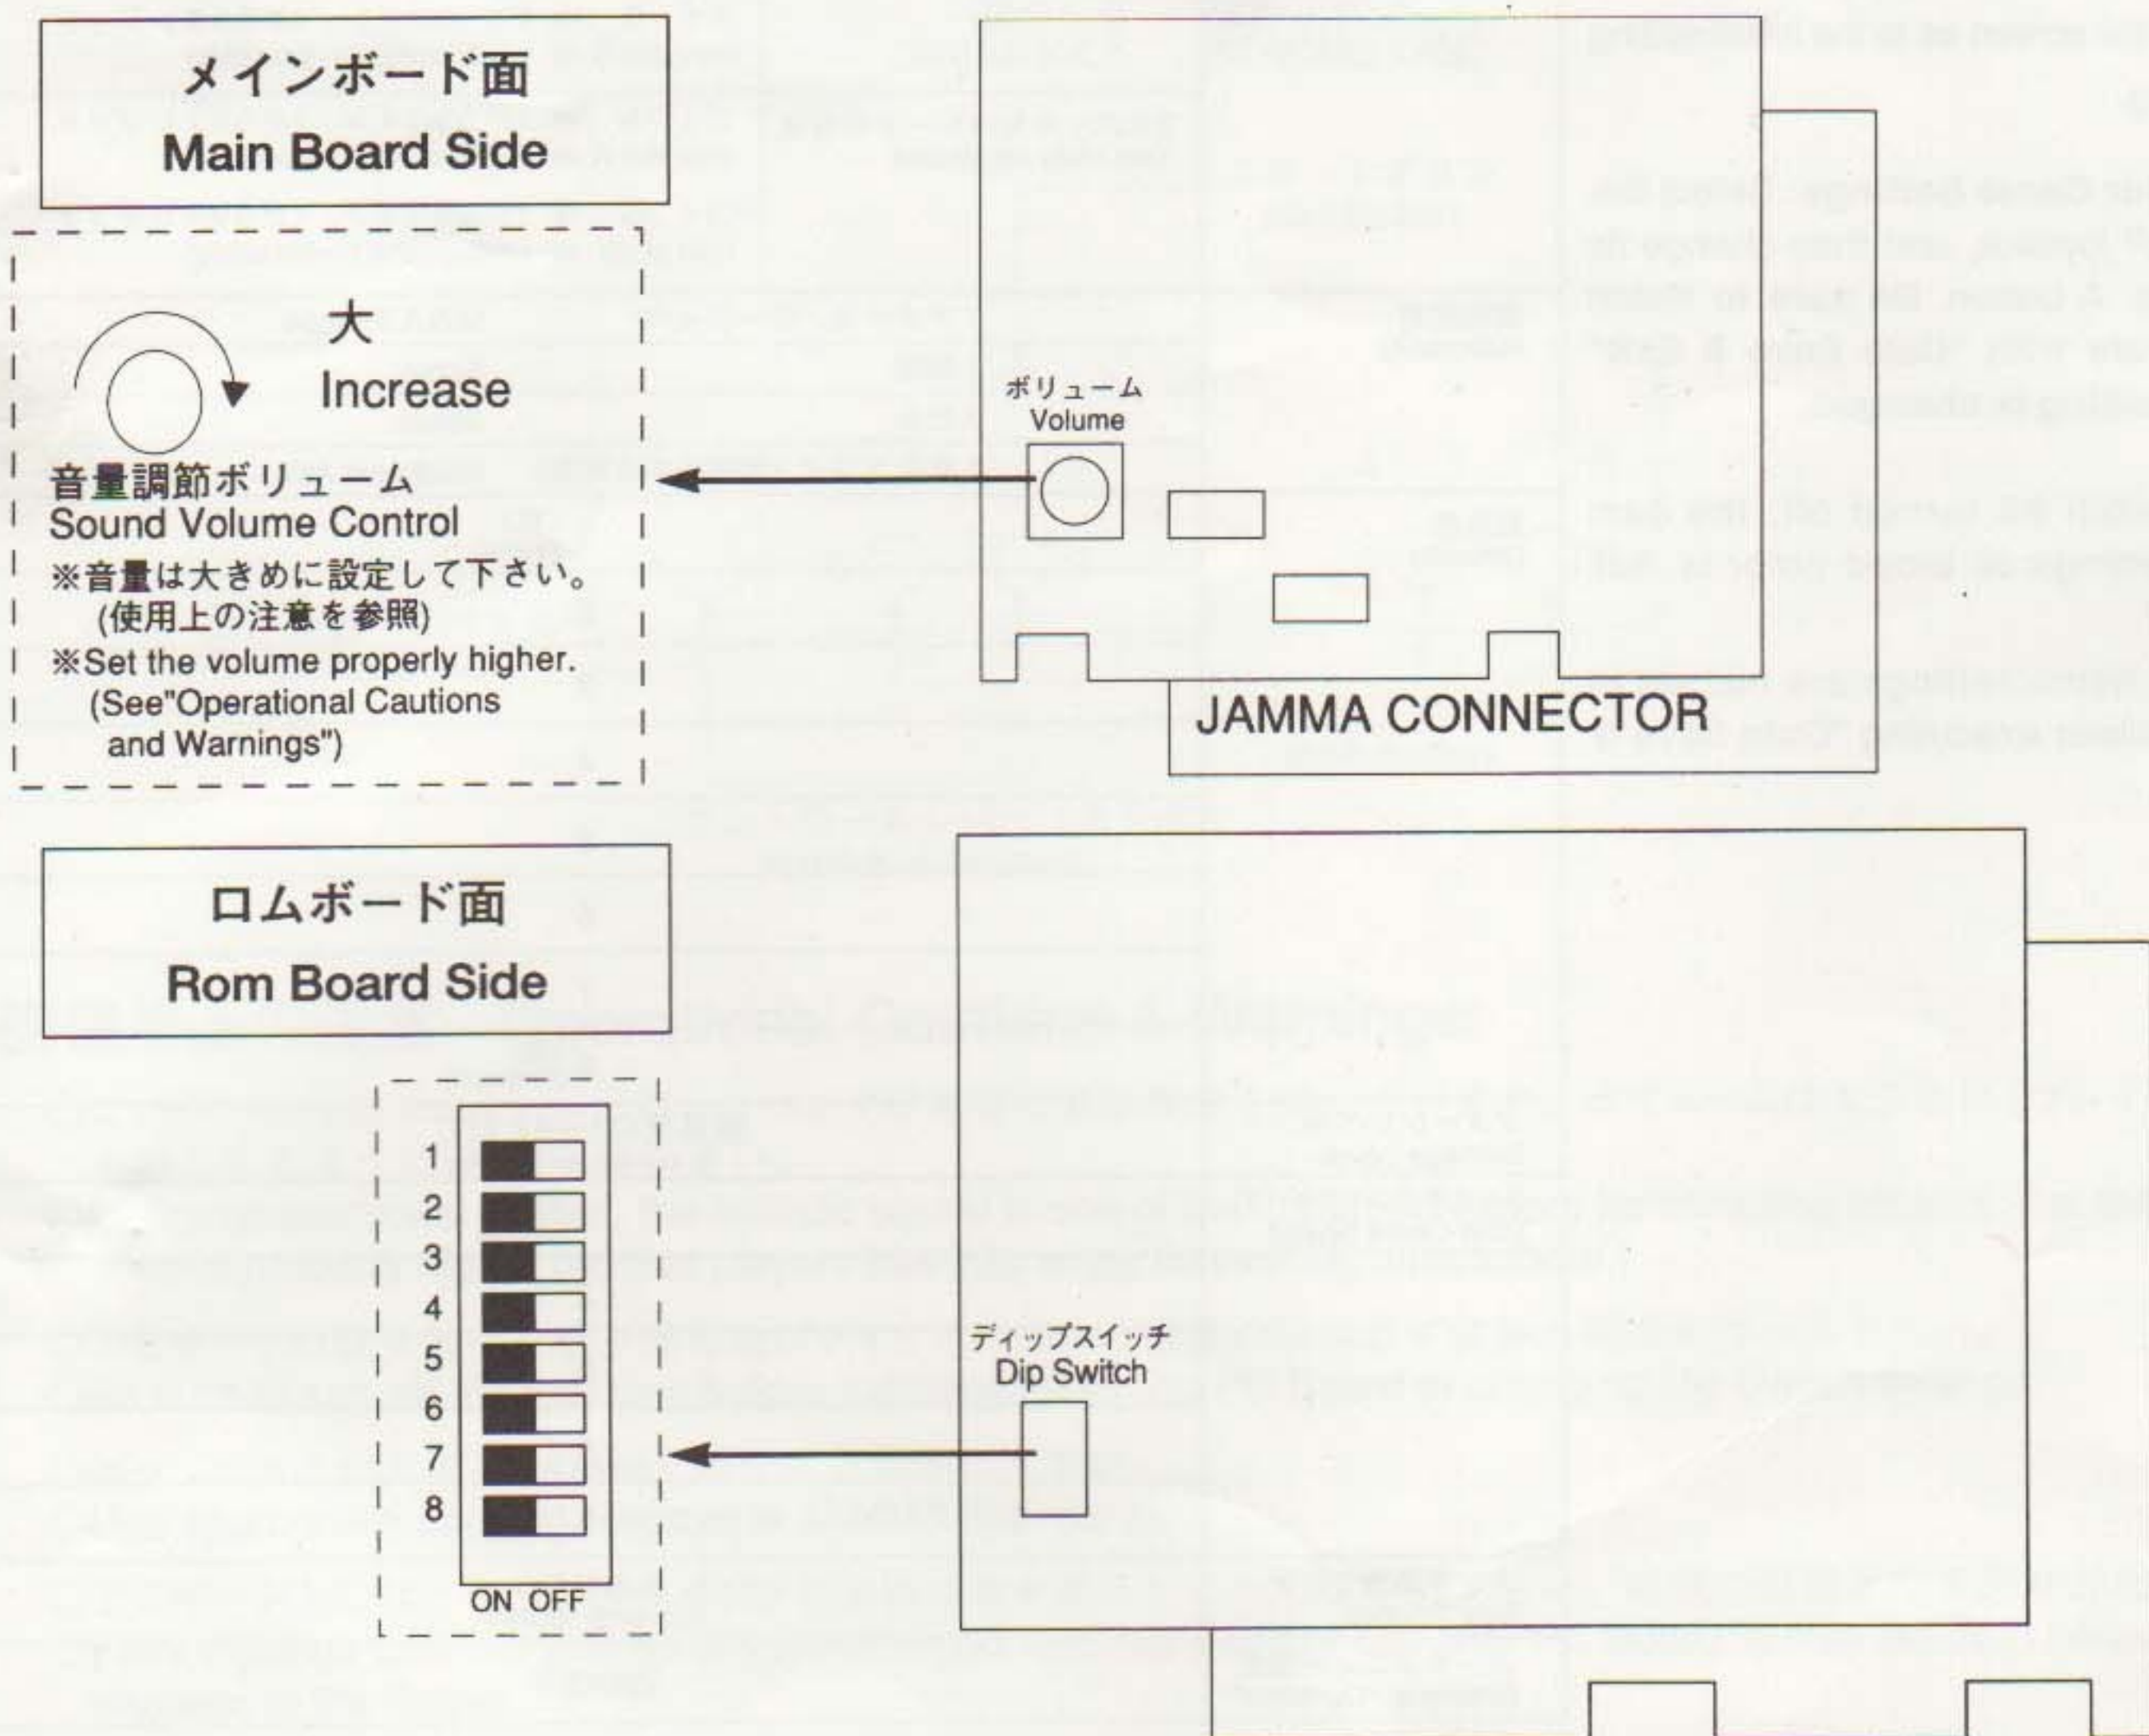 メインボード面
Main Board Side
大
Increase
音量調節ボリューム
Sound Volume Control
※音量は大きめに設定して下さい。
(使用上の注意を参照)
※Set the volume properly higher.
(See"Operational Cautions
and Warnings")
ボリューム
Volume
JAMMA CONNECTOR
ロムボード面
Rom Board Side
1
2
3
4
5
6
7
8
ON OFF
ディップスイッチ
Dip Switch